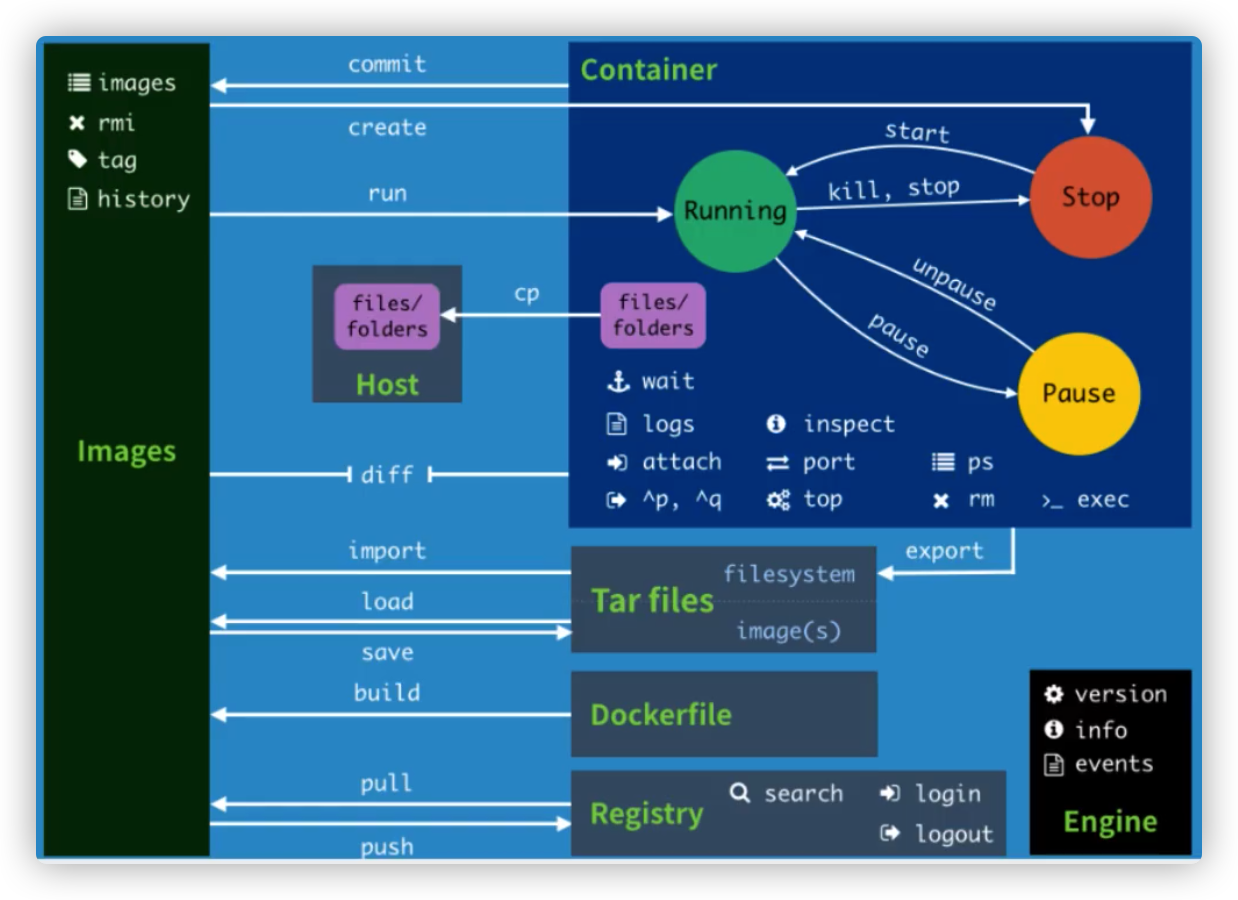 images
rmi
tag
history
Images
commit
create
run
cp
files/
folders
Host
diff
import
load
save
build
pull
push
Container
start
kill, stop
Running
Stop
unpause
pause
Pause
files/
folders
wait
logs
inspect
attach
port
ps
^p, ^q
top
rm
>_ exec
export
Tar files
filesystem
image(s)
Dockerfile
Registry
search
login
logout
version
info
events
Engine